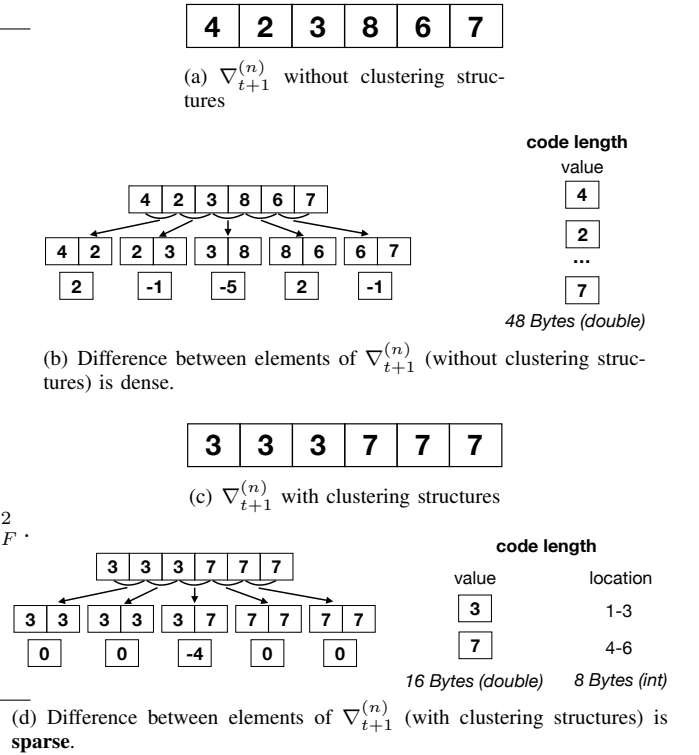 4 2 3 8 6 7
(a) ∇_{t+1}^{(n)} without clustering struc-
tures
code length
value
4
2
...
7
48 Bytes (double)
4 2 3 8 6 7
4 2 2 3 3 8 8 6 6 7
2 -1 -5 2 -1
(b) Difference between elements of ∇_{t+1}^{(n)} (without clustering struc-
tures) is dense.
3 3 3 7 7 7
(c) ∇_{t+1}^{(n)} with clustering structures
2
F .
3 3 3 7 7 7
3 3 3 3 3 7 7 7 7 7
0 0 -4 0 0
code length
value location
3 1-3
7 4-6
16 Bytes (double) 8 Bytes (int)
(d) Difference between elements of ∇_{t+1}^{(n)} (with clustering structures) is
sparse.